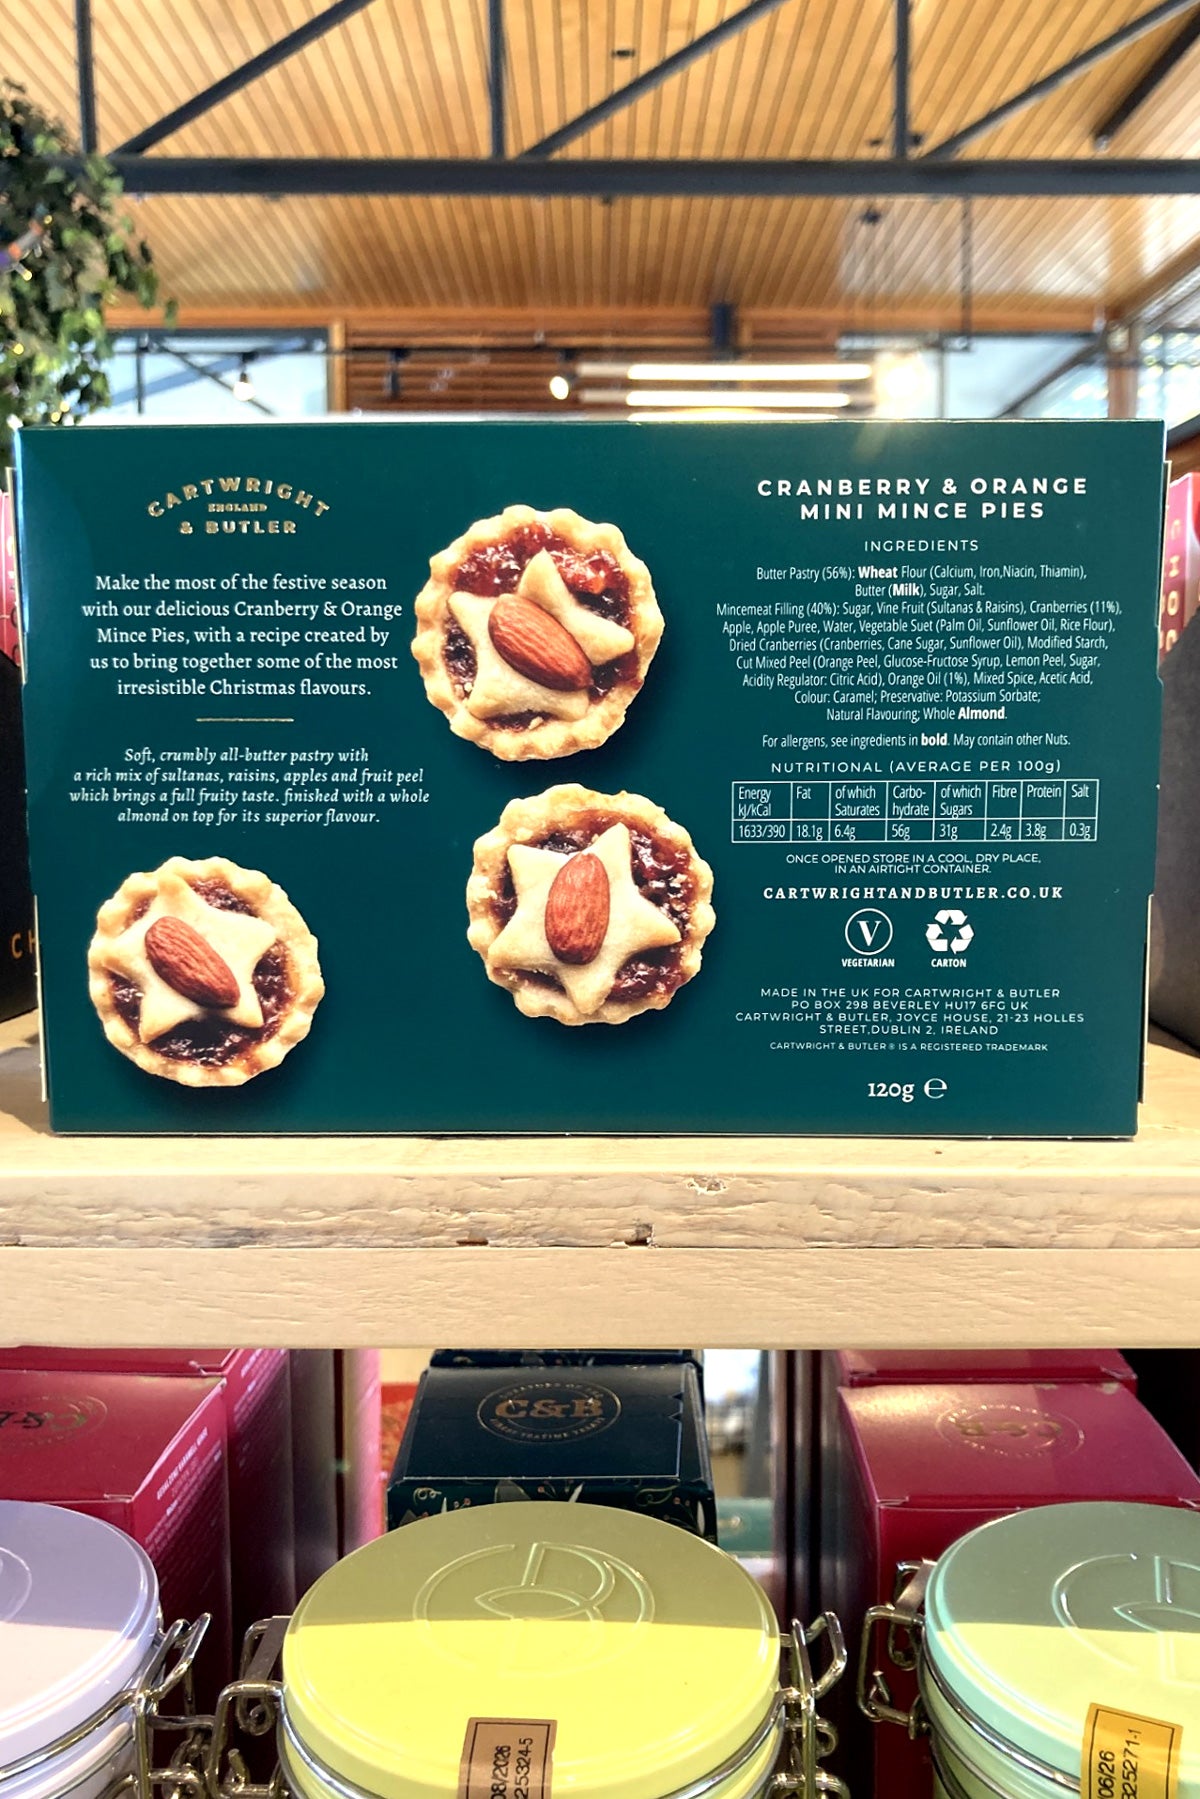 CARTWRIGHT
ENGLAND
& BUTLER
Make the most of the festive season
with our delicious Cranberry & Orange
Mince Pies, with a recipe created by
us to bring together some of the most
irresistible Christmas flavours.
Soft, crumbly all-butter pastry with
a rich mix of sultanas, raisins, apples and fruit peel
which brings a full fruity taste. finished with a whole
almond on top for its superior flavour.
CRANBERRY & ORANGE
MINI MINCE PIES
INGREDIENTS
Butter Pastry (56%): Wheat Flour (Calcium, Iron,Niacin, Thiamin),
Butter (Milk), Sugar, Salt.
Mincemeat Filling (40%): Sugar, Vine Fruit (Sultanas & Raisins), Cranberries (11%),
Apple, Apple Puree, Water, Vegetable Suet (Palm Oil, Sunflower Oil, Rice Flour),
Dried Cranberries (Cranberries, Cane Sugar, Sunflower Oil), Modified Starch,
Cut Mixed Peel (Orange Peel, Glucose-Fructose Syrup, Lemon Peel, Sugar,
Acidity Regulator: Citric Acid), Orange Oil (1%), Mixed Spice, Acetic Acid,
Colour: Caramel; Preservative: Potassium Sorbate;
Natural Flavouring; Whole Almond.
For allergens, see ingredients in bold. May contain other Nuts.
NUTRITIONAL (AVERAGE PER 100g)
Energy kJ/kCal Fat of which Saturates Carbo-hydrate of which Sugars Fibre Protein Salt
1633/390 18.1g 6.4g 56g 31g 2.4g 3.8g 0.3g
ONCE OPENED STORE IN A COOL, DRY PLACE,
IN AN AIRTIGHT CONTAINER.
CARTWRIGHTANDBUTLER.CO.UK
V
VEGETARIAN
CARTON
MADE IN THE UK FOR CARTWRIGHT & BUTLER
PO BOX 298 BEVERLEY HU17 6FG UK
CARTWRIGHT & BUTLER, JOYCE HOUSE, 21-23 HOLLES
STREET,DUBLIN 2, IRELAND
CARTWRIGHT & BUTLER ® IS A REGISTERED TRADEMARK
120g ℮
C&B
C&B
C&B
08/2026
25324-5
06/26
325271-1